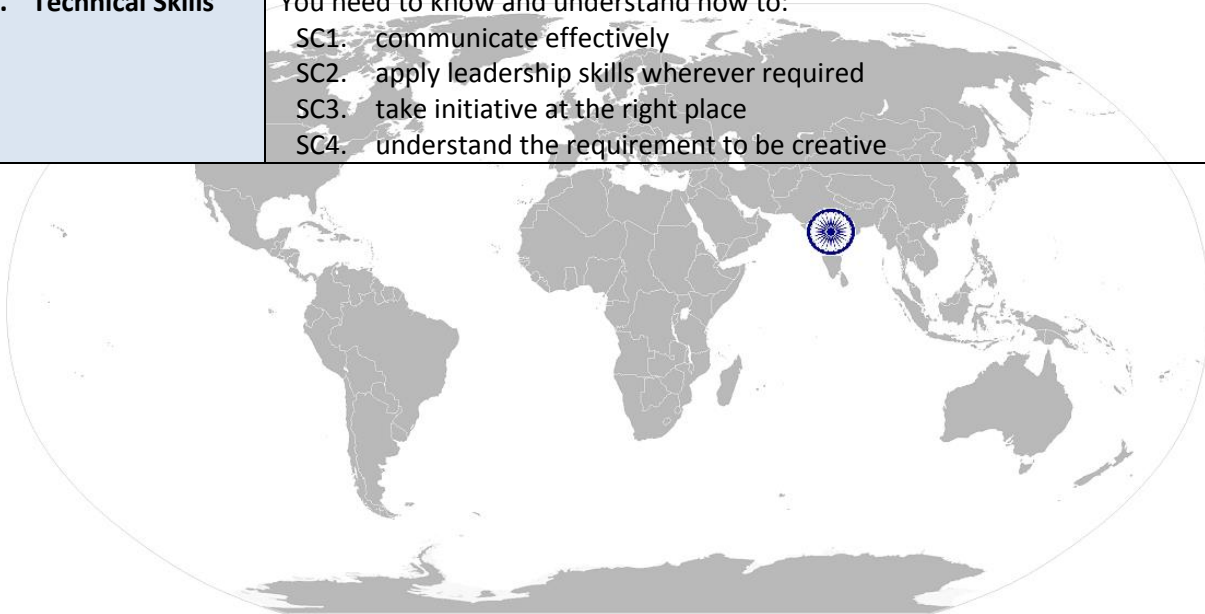 . Technical Skills
You need to know and understand how to:
SC1. communicate effectively
SC2. apply leadership skills wherever required
SC3. take initiative at the right place
SC4. understand the requirement to be creative